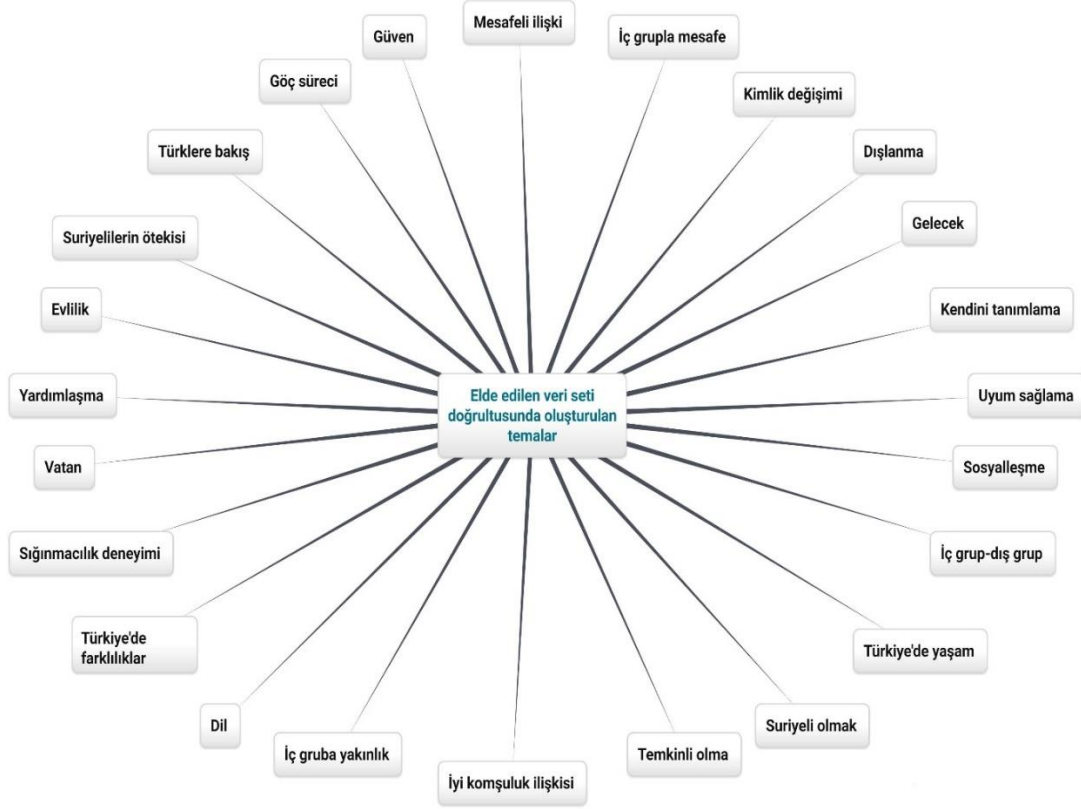 Mesafeli ilişki
İç grupla mesafe
Güven
Göç süreci
Kimlik değişimi
Türklere bakış
Dışlanma
Suriyelilerin ötekisi
Gelecek
Evlilik
Kendini tanımlama
Yardımlaşma
Elde edilen veri seti
doğrultusunda oluşturulan
temalar
Uyum sağlama
Vatan
Sosyalleşme
Sığınmacılık deneyimi
İç grup-dış grup
Türkiye'de
farklılıklar
Türkiye'de yaşam
Dil
Suriyeli olmak
İç gruba yakınlık
Temkinli olma
İyi komşuluk ilişkisi